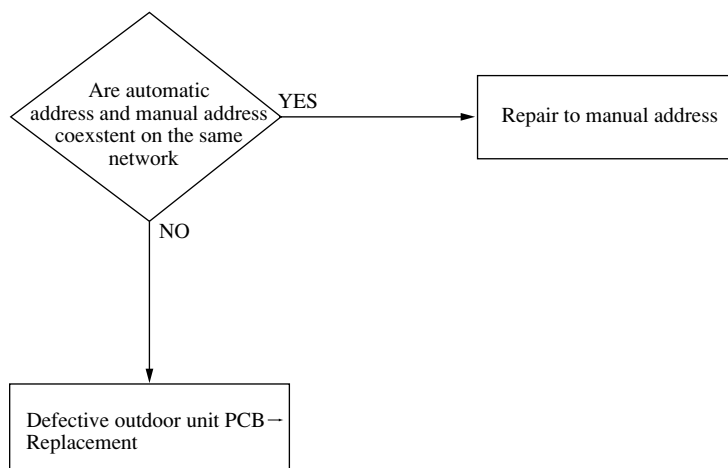 Are automatic
address and manual address
coexstent on the same
network
YES
Repair to manual address
NO
Defective outdoor unit PCB→
Replacement